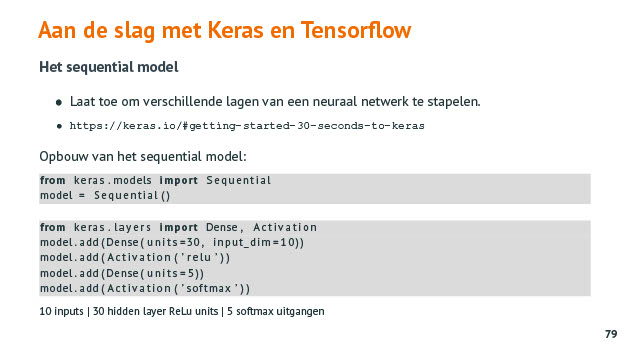 Aan de slag met Keras en Tensorflow
Het sequential model
● Laat toe om verschillende lagen van een neuraal netwerk te stapelen.
● https://keras.io/#getting-started-30-seconds-to-keras
Opbouw van het sequential model:
from keras.models import Sequential
model = Sequential()
from keras.layers import Dense, Activation
model.add(Dense(units=30, input_dim=10))
model.add(Activation('relu'))
model.add(Dense(units=5))
model.add(Activation('softmax'))
10 inputs | 30 hidden layer ReLu units | 5 softmax uitgangen
79